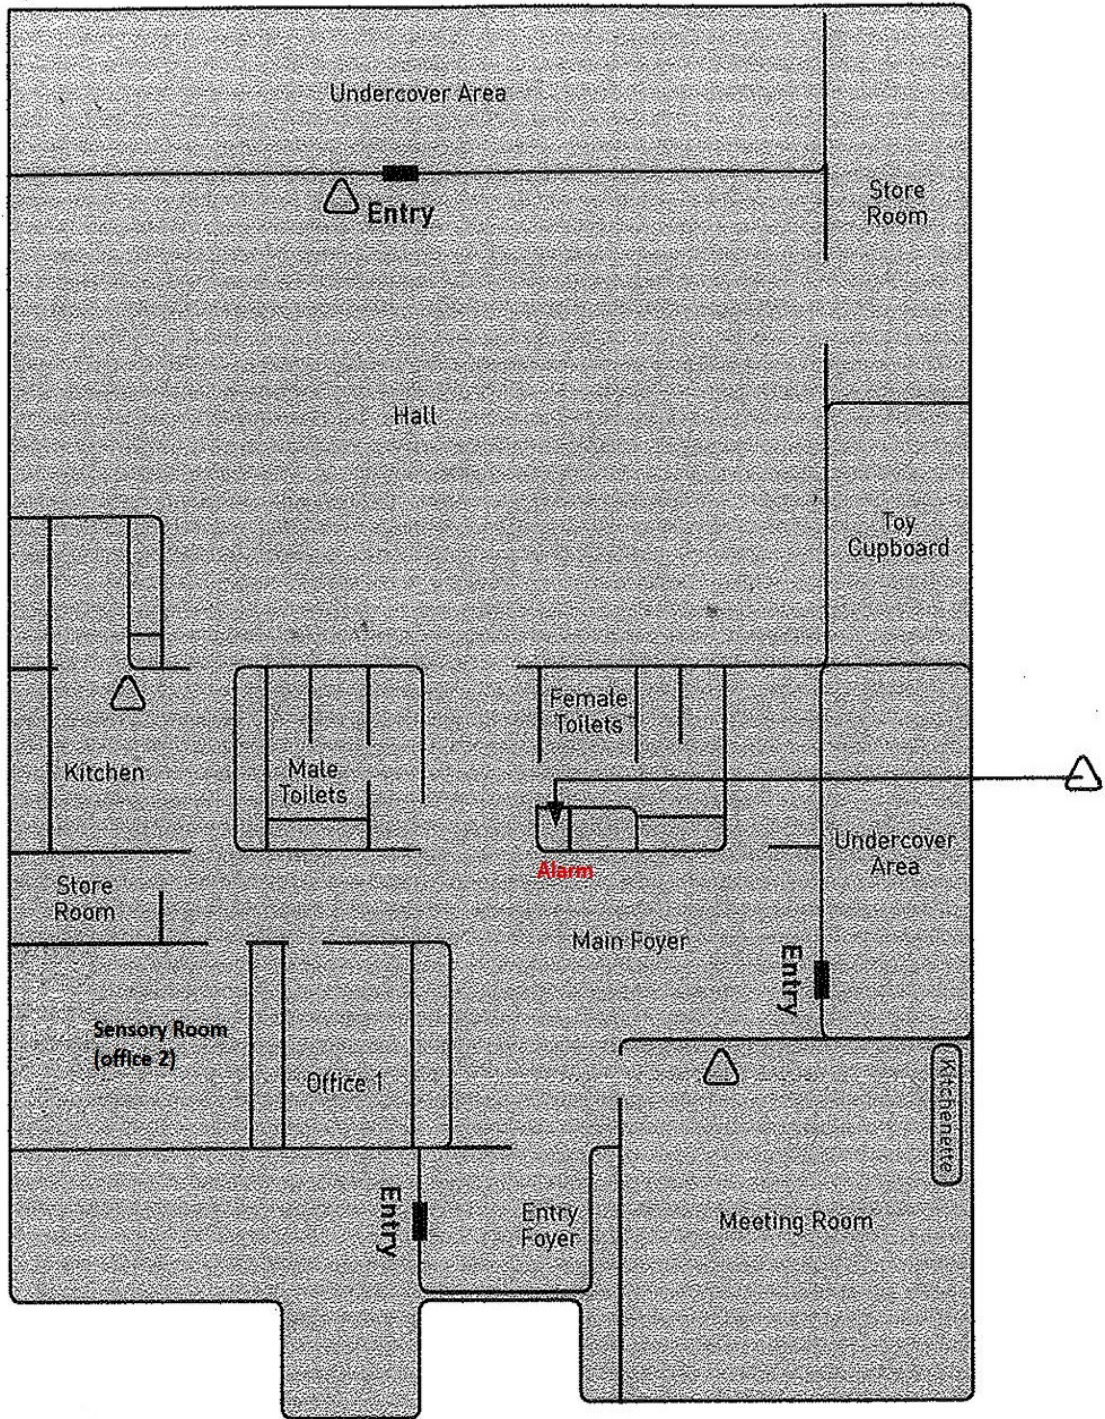 Undercover Area
Entry
Store
Room
Hall
Toy
Cupboard
Female
Toilets
Kitchen
Male
Toilets
Undercover
Area
Alarm
Store
Room
Main Foyer
Entry
Sensory Room
(office 2)
Office 1
Kitchenette
Entry
Entry
Foyer
Meeting Room